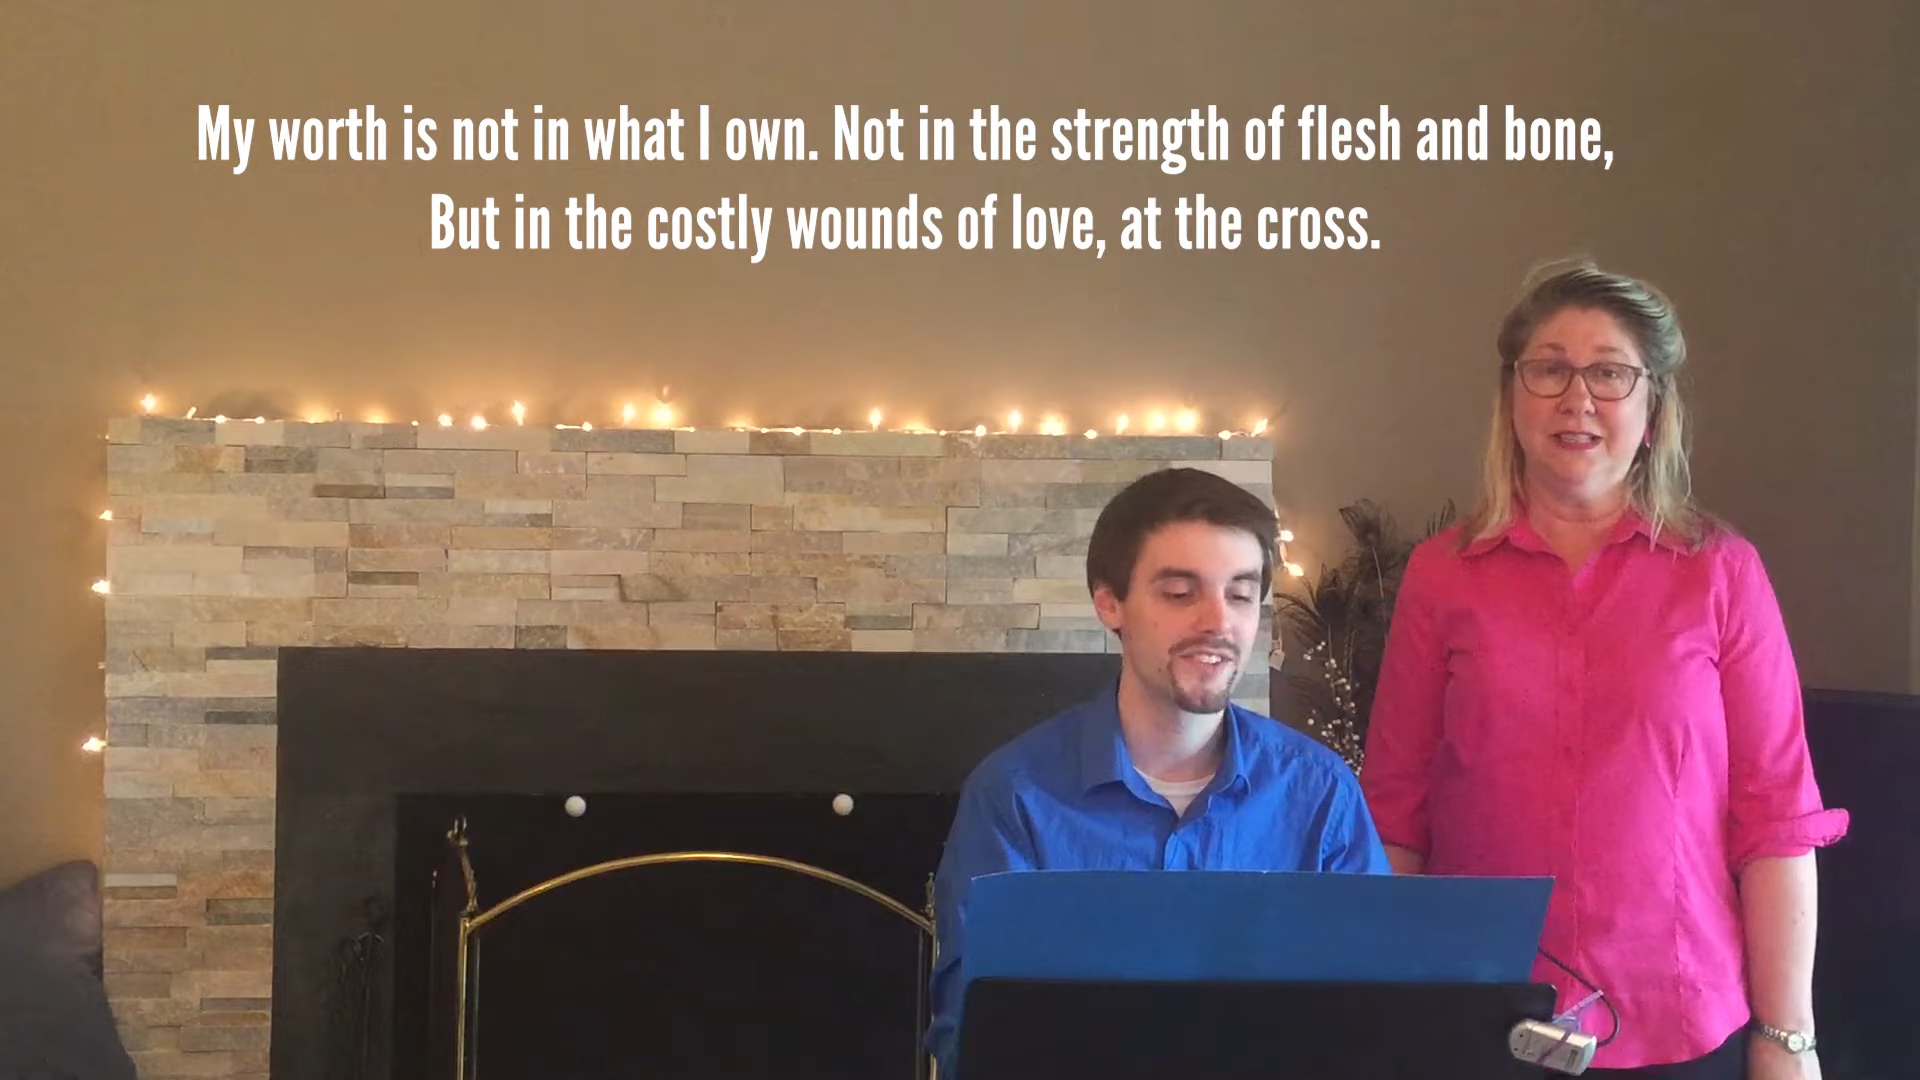 My worth is not in what I own. Not in the strength of flesh and bone,
But in the costly wounds of love, at the cross.